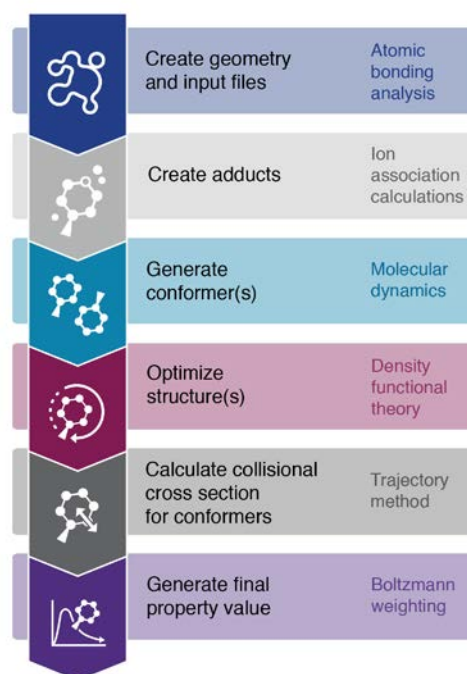 Create geometry
and input files
Atomic
bonding
analysis
Create adducts
Ion
association
calculations
Generate
conformer(s)
Molecular
dynamics
Optimize
structure(s)
Density
functional
theory
Calculate collisional
cross section
for conformers
Trajectory
method
Generate final
property value
Boltzmann
weighting